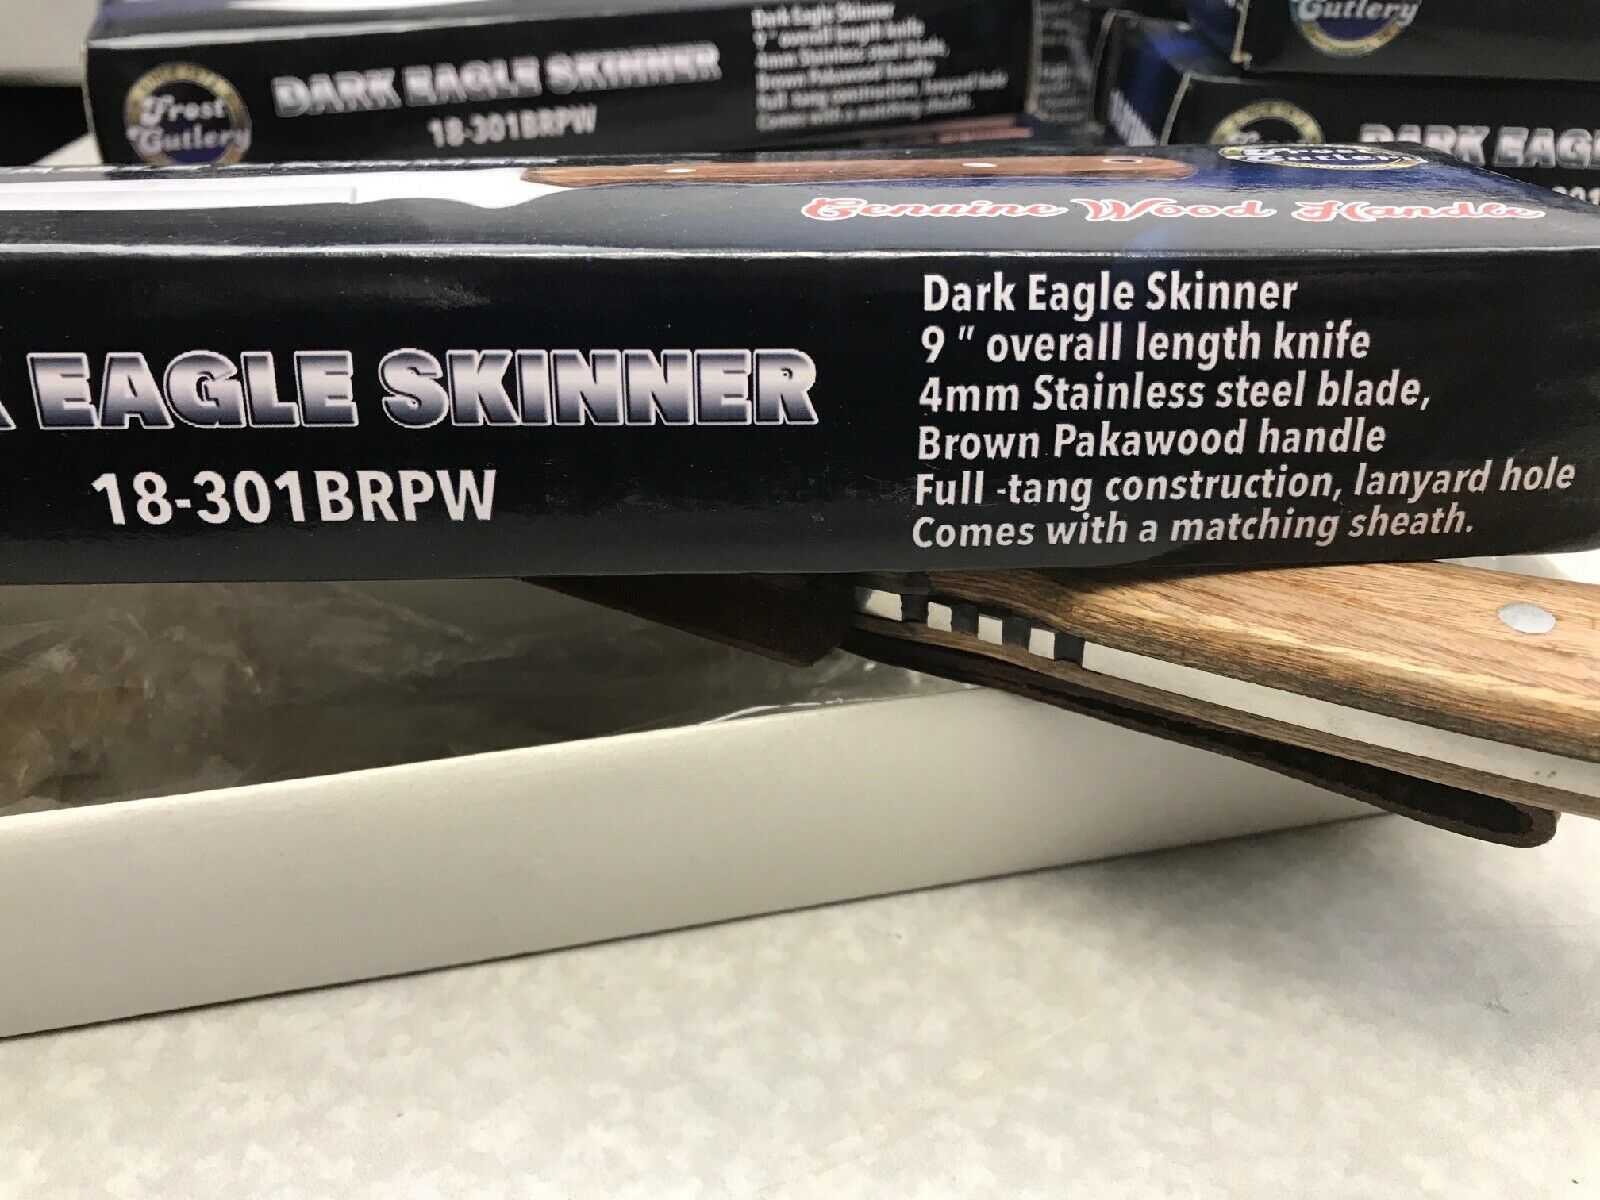 Cutlery
Dark Eagle Skinner
9" overall length knife
4mm Stainless steel blade,
Brown Pakawood handle
Full -tang construction, lanyard hole
Comes with a matching sheath.
Frost
Cutlery
DARK EAGLE SKINNER
18-301BRPW
DARK EAG
Cutlery
Genuine Wood Handle
EAGLE SKINNER
18-301BRPW
Dark Eagle Skinner
9 " overall length knife
4mm Stainless steel blade,
Brown Pakawood handle
Full -tang construction, lanyard hole
Comes with a matching sheath.